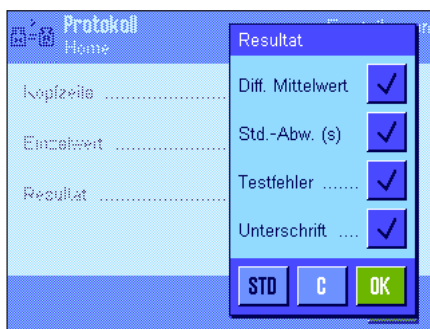 Protokoll
Home
Kopfzeile ....................
Einzelwert ....................
Resultat ....................
Resultat
Diff. Mittelwert
Std.-Abw. (s)
Testfehler .......
Unterschrift ....
STD
C
OK